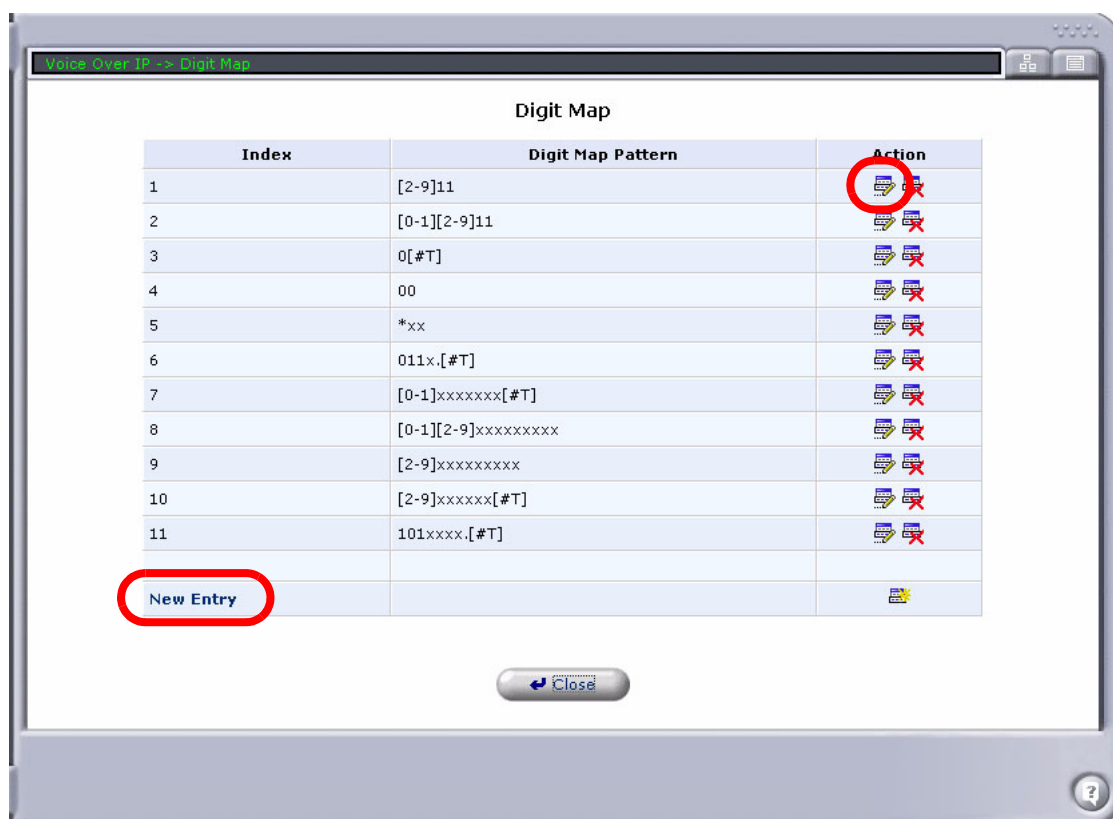 Voice Over IP -> Digit Map
Digit Map
Index Digit Map Pattern Action
1 [2-9]11
2 [0-1][2-9]11
3 0[#T]
4 00
5 *xx
6 011x.[#T]
7 [0-1]xxxxxxx[#T]
8 [0-1][2-9]xxxxxxxxx
9 [2-9]xxxxxxxxx
10 [2-9]xxxxxx[#T]
11 101xxxx.[#T]
New Entry
Close
?